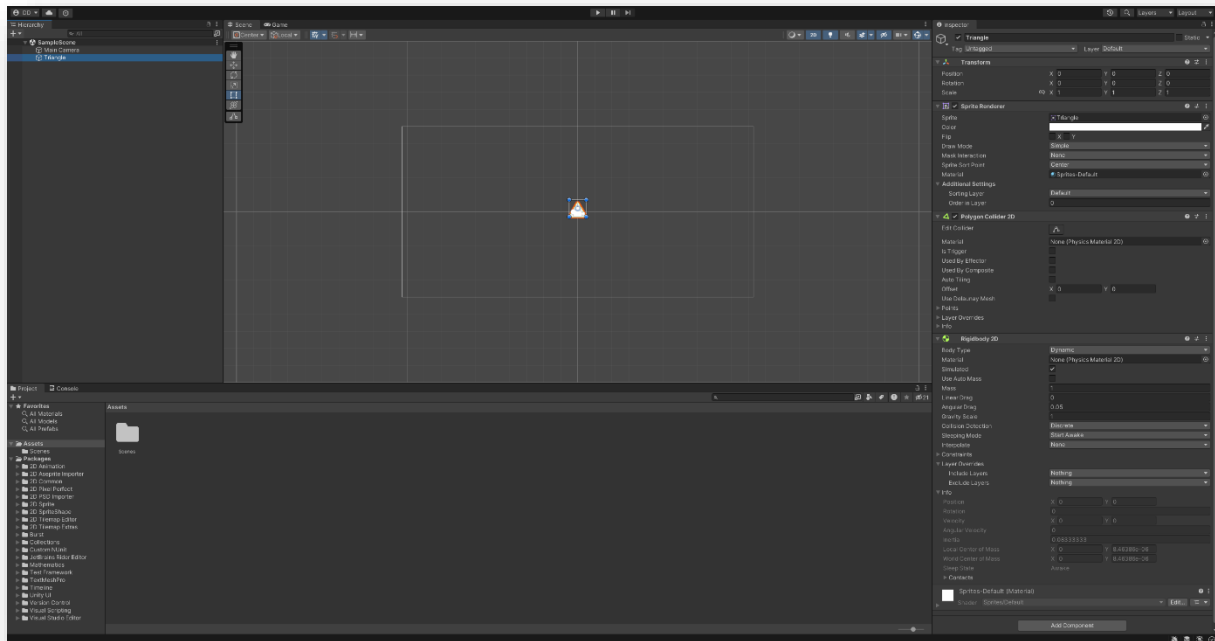 DD
Layers
Layout
Hierarchy
All
SampleScene
Main Camera
Triangle
Scene
Game
Center
Local
2D
Inspector
Triangle
Static
Tag Untagged
Layer Default
Transform
Position X 0 Y 0 Z 0
Rotation X 0 Y 0 Z 0
Scale X 1 Y 1 Z 1
Sprite Renderer
Sprite Triangle
Color
Flip X Y
Draw Mode Simple
Mask Interaction None
Sprite Sort Point Center
Material Sprites-Default
Additional Settings
Sorting Layer Default
Order in Layer 0
Polygon Collider 2D
Edit Collider
Material None (Physics Material 2D)
Is Trigger
Used By Effector
Used By Composite
Auto Tiling
Offset X 0 Y 0
Use Delaunay Mesh
Points
Layer Overrides
Info
Rigidbody 2D
Body Type Dynamic
Material None (Physics Material 2D)
Simulated
Use Auto Mass
Mass 1
Linear Drag 0
Angular Drag 0.05
Gravity Scale 1
Collision Detection Discrete
Sleeping Mode Start Awake
Interpolate None
Constraints
Layer Overrides
Include Layers Nothing
Exclude Layers Nothing
Info
Position X 0 Y 0
Rotation 0
Velocity X 0 Y 0
Angular Velocity 0
Inertia
Local Center of Mass X 0
World Center of Mass X 0
Sleep State Awake
Contacts
Sprites-Default (Material)
Shader Sprites/Default
Edit...
Add Component
Project
Console
21
Favorites
All Materials
All Models
All Prefabs
Assets
Scenes
Packages
2D Animation
2D Aseprite Importer
2D Common
2D Pixel Perfect
2D PSD Importer
2D Sprite
2D SpriteShape
2D Tilemap Editor
2D Tilemap Extras
Burst
Collections
Custom NUnit
JetBrains Rider Editor
Mathematics
Test Framework
TextMeshPro
Timeline
Unity UI
Version Control
Visual Scripting
Visual Studio Editor
Assets
Scenes